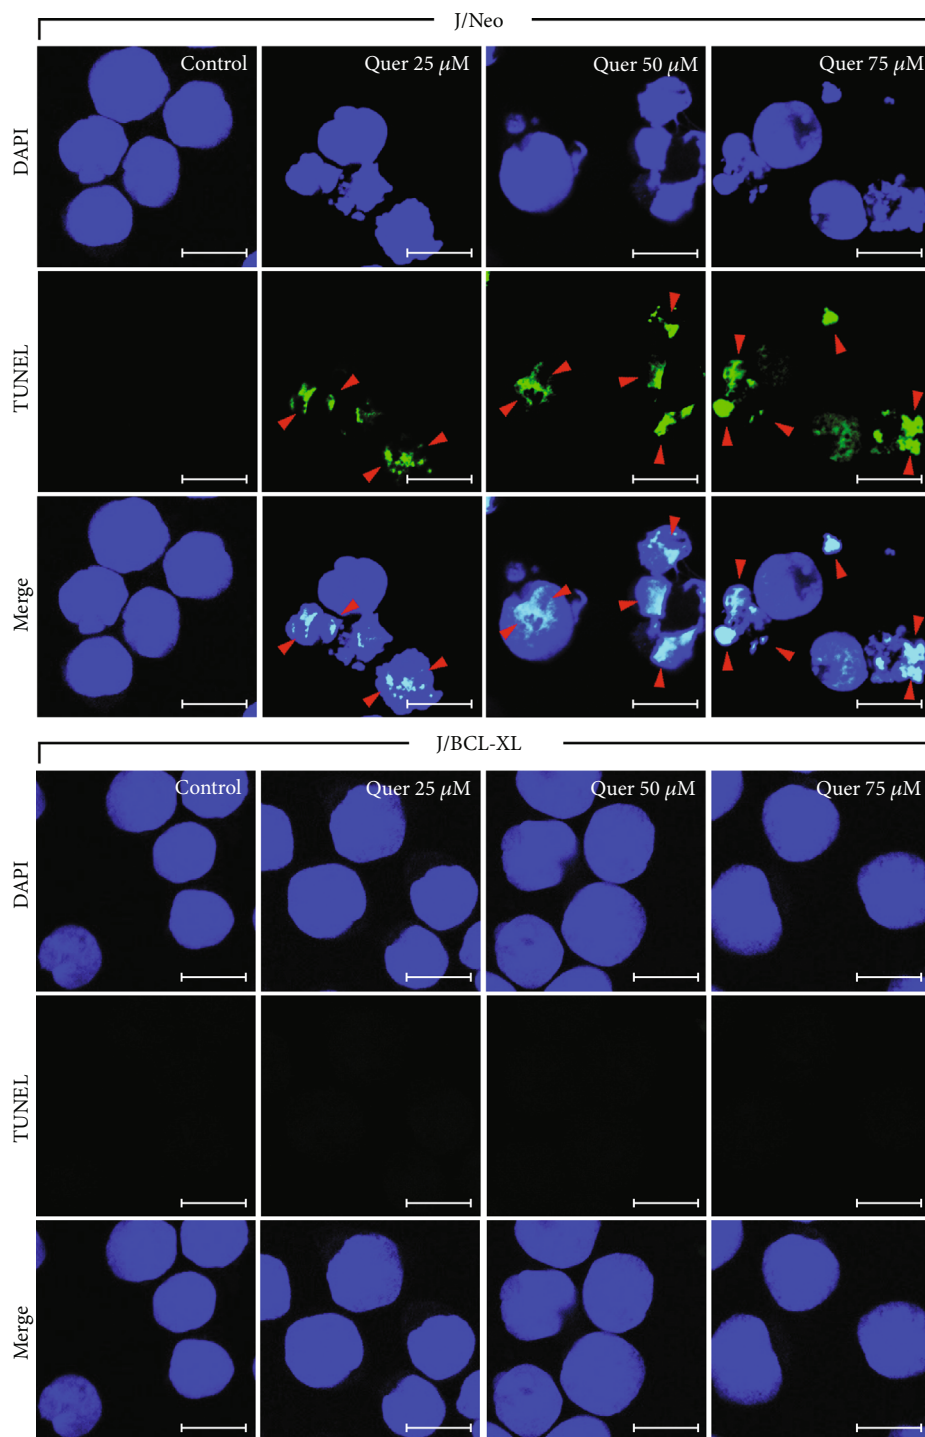 J/Neo
Control
Quer 25 μM
Quer 50 μM
Quer 75 μM
DAPI
TUNEL
Merge
J/BCL-XL
Control
Quer 25 μM
Quer 50 μM
Quer 75 μM
DAPI
TUNEL
Merge